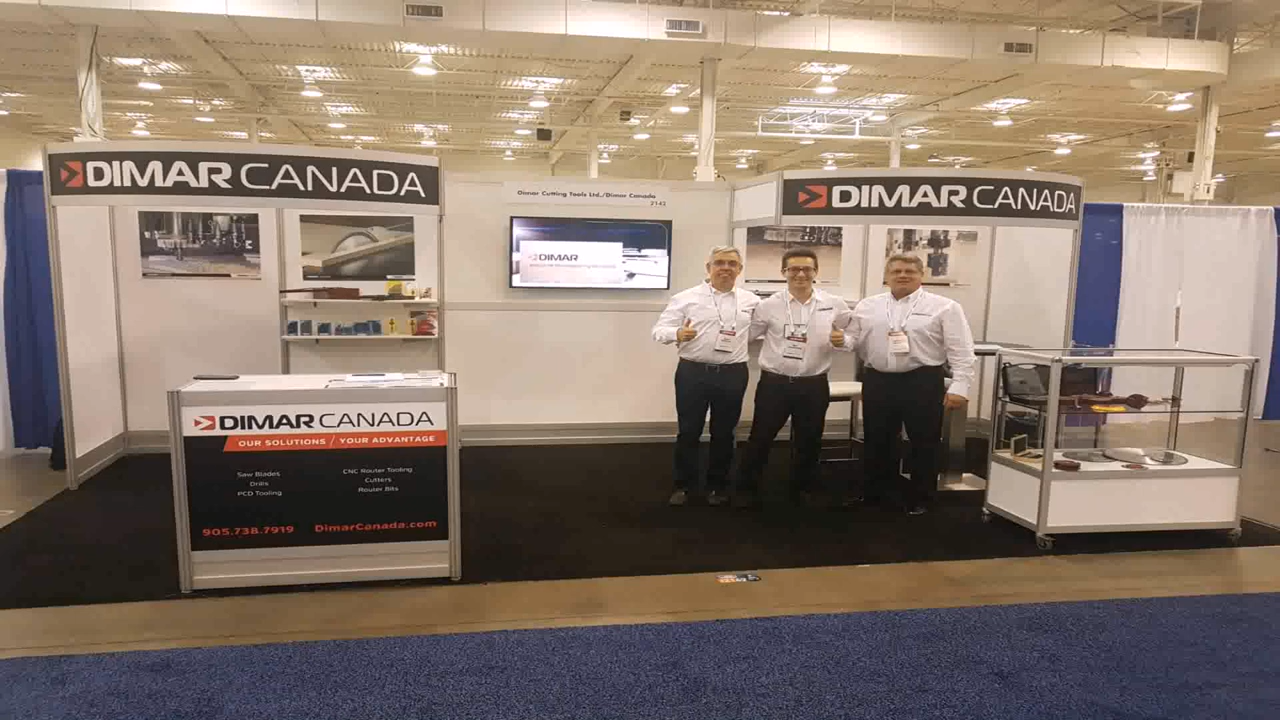 DIMAR CANADA
Dimar Cutting Tools Ltd./Dimar Canada
2142
DIMAR CANADA
DIMAR
DIMAR CANADA
OUR SOLUTIONS / YOUR ADVANTAGE
Saw Blades
Drills
PCD Tooling
CNC Router Tooling
Cutters
Router Bits
905.738.7919 DimarCanada.com